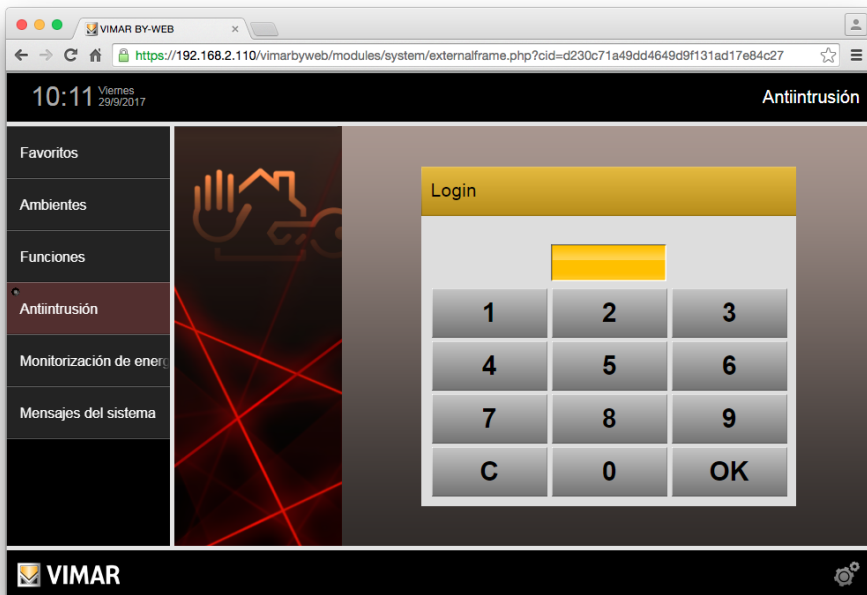 VIMAR BY-WEB
https://192.168.2.110/vimarbyweb/modules/system/externalframe.php?cid=d230c71a49dd4649d9f131ad17e84c27
10:11 Viernes
29/9/2017
Antiintrusión
Favoritos
Ambientes
Funciones
Antiintrusión
Monitorización de energ
Mensajes del sistema
Login
1 2 3
4 5 6
7 8 9
C 0 OK
VIMAR